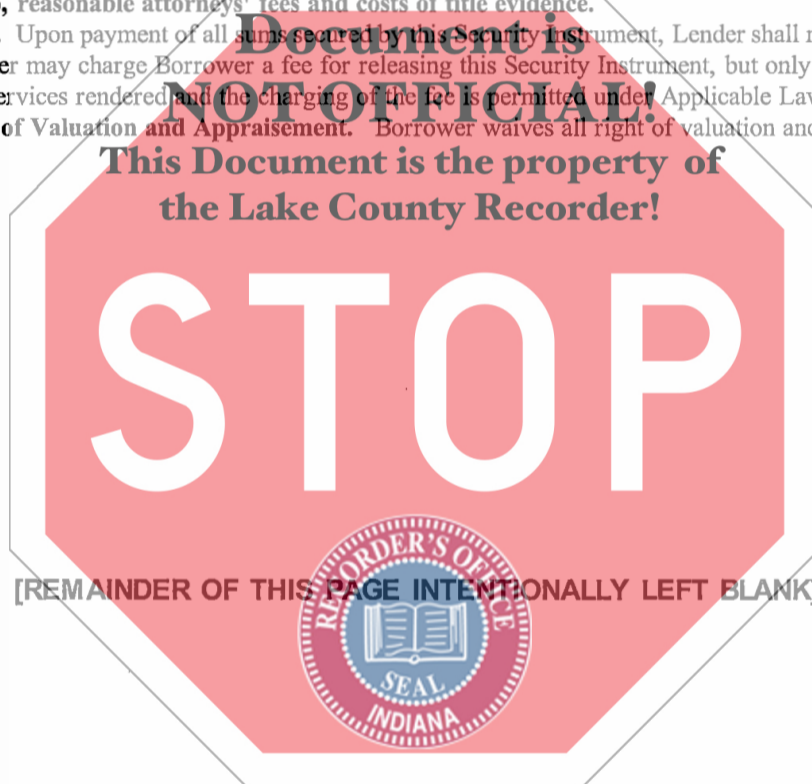 , reasonable attorneys' fees and costs of title evidence.
Upon payment of all sums secured by this Security Instrument, Lender shall
er may charge Borrower a fee for releasing this Security Instrument, but only
ervices rendered and the charging of the fee is permitted under Applicable La
of Valuation and Appraisement. Borrower waives all right of valuation and
Document is
NOT OFFICIAL!
This Document is the property of
the Lake County Recorder!
STOP
[REMAINDER OF THIS PAGE INTENTIONALLY LEFT BLANK]
RECORDER'S OFFICE
SEAL
INDIANA